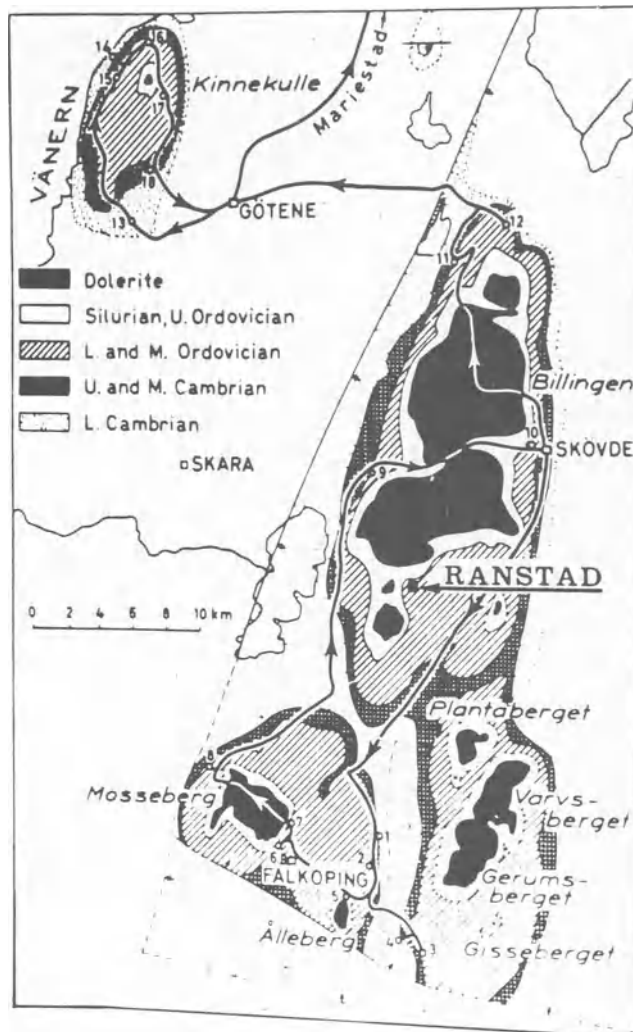 14
16
15
Kinnekulle
17
VÄNERN
Mariestad
18
13
GÖTENE
12
11
Dolerite
Silurian, U. Ordovician
L. and M. Ordovician
U. and M. Cambrian
L. Cambrian
Billingen
10
SKÖVDE
SKARA
9
RANSTAD
0 2 4 6 8 10 km
Plantaberget
8
Mosseberg
Varvs-
berget
7
1
6
2
FALKÖPING
Gerums-
berget
5
Ålleberg
4
3
Gisseberget